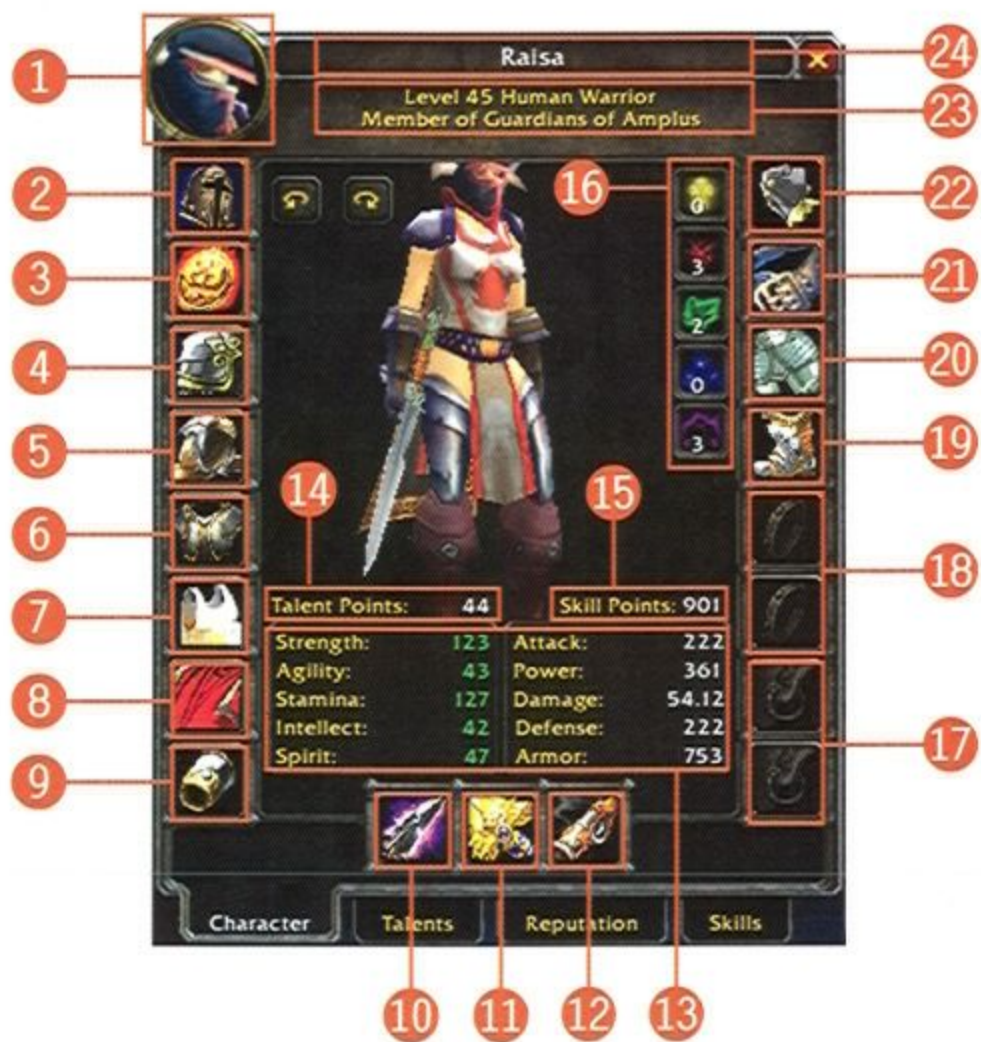 1
24
Raisa
Level 45 Human Warrior
Member of Guardians of Amplus
23
2
16
22
0
3
21
3
2
4
20
0
5
19
3
14
15
6
18
Talent Points: 44
Skill Points: 901
7
Strength: 123
Attack: 222
Agility: 43
Power: 361
8
Stamina: 127
Damage: 54.12
Intellect: 42
Defense: 222
17
Spirit: 47
Armor: 753
9
Character
Talents
Reputation
Skills
10
11
12
13